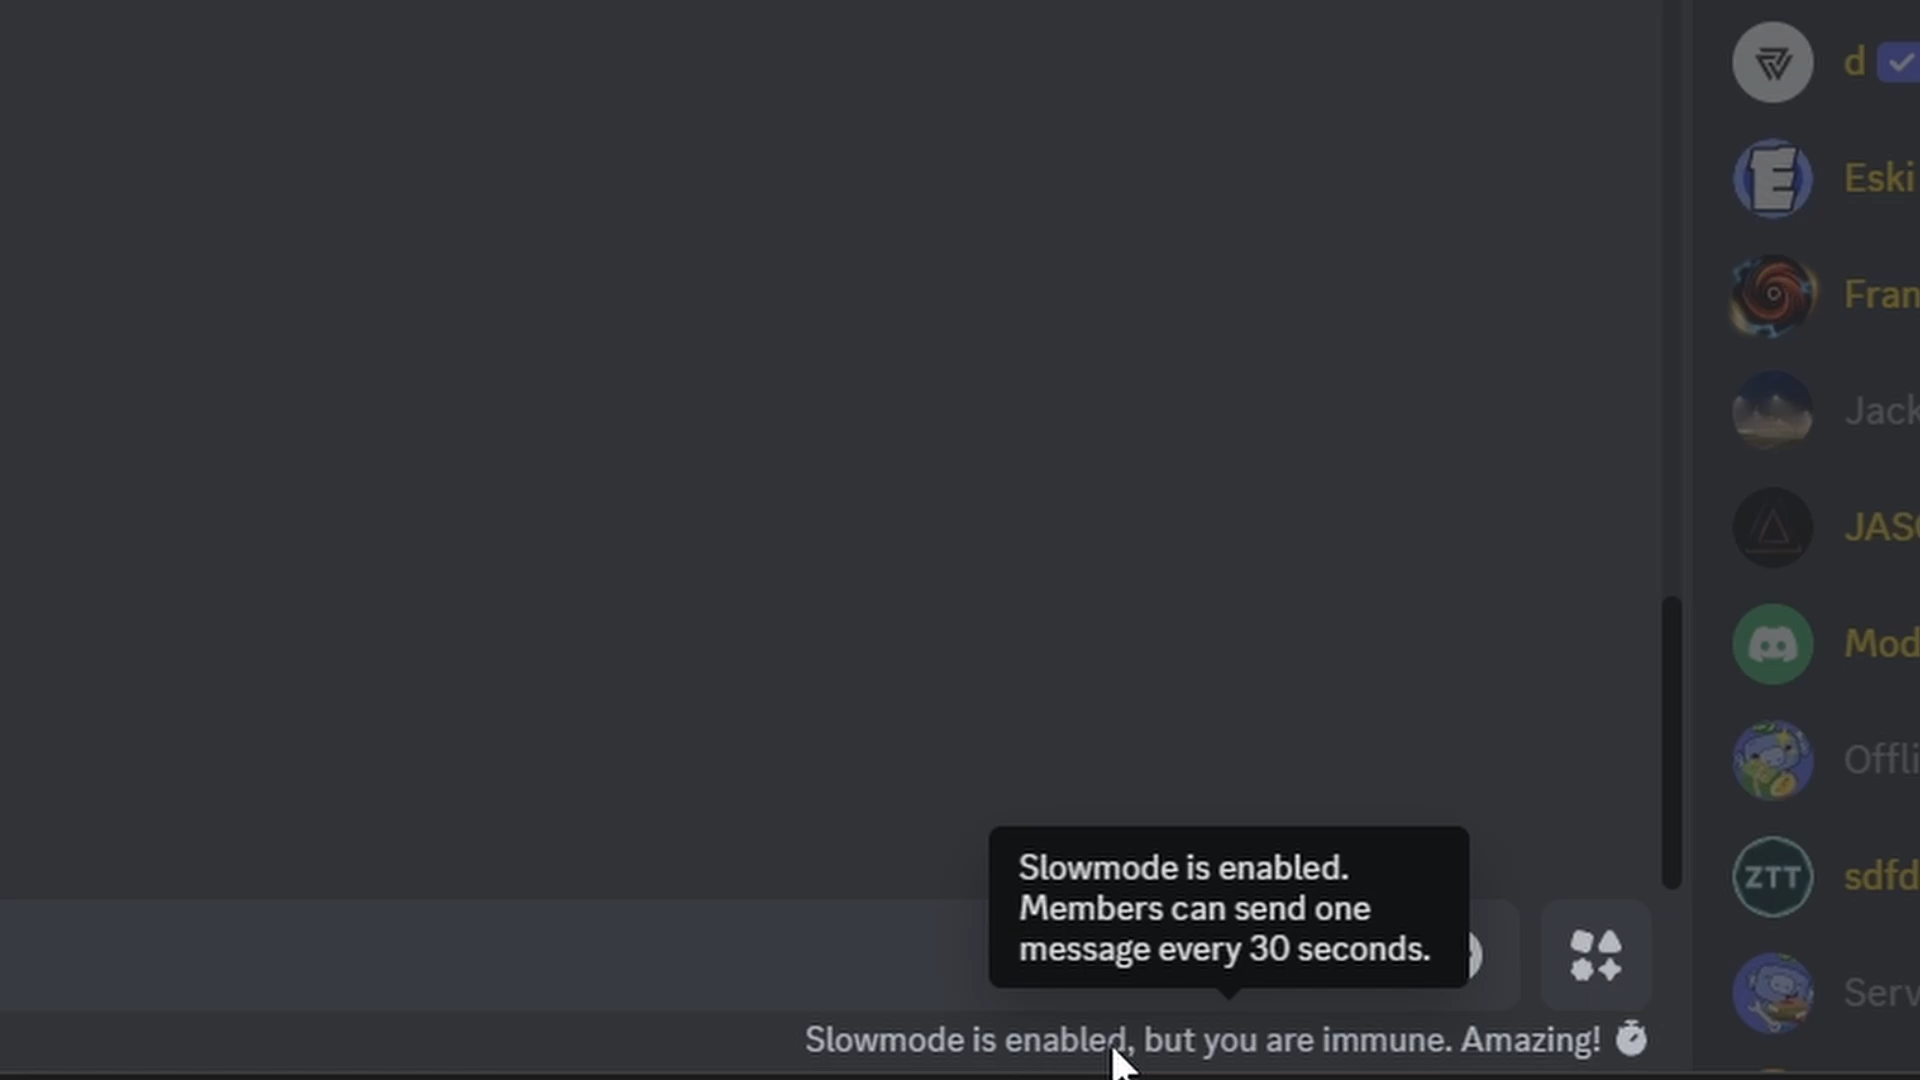 d
Eski
Fran
Jack
JAS
Mod
Offli
ZTT
sdfd
Serv
Slowmode is enabled.
Members can send one
message every 30 seconds.
Slowmode is enabled, but you are immune. Amazing!